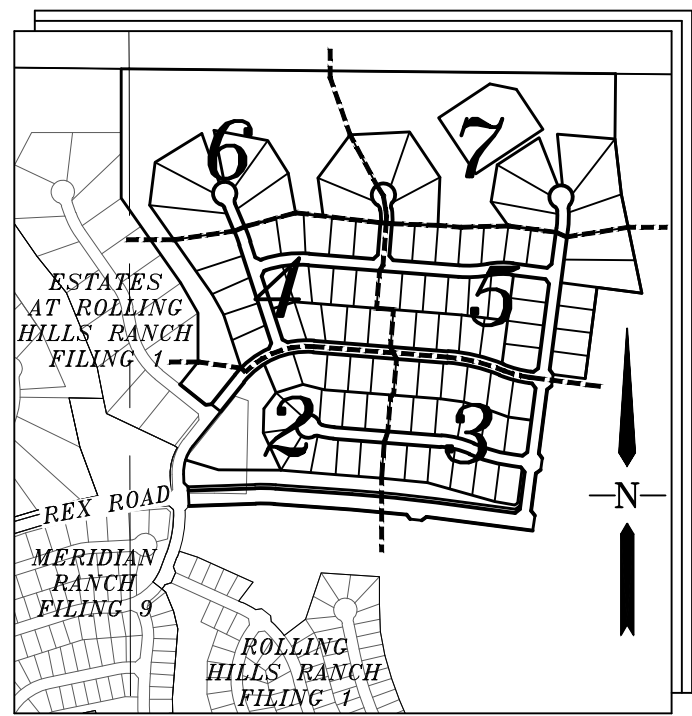 6
7
ESTATES
AT ROLLING
HILLS RANCH
FILING 1
4
5
2
3
N
REX ROAD
MERIDIAN
RANCH
FILING 9
ROLLING
HILLS RANCH
FILING 1